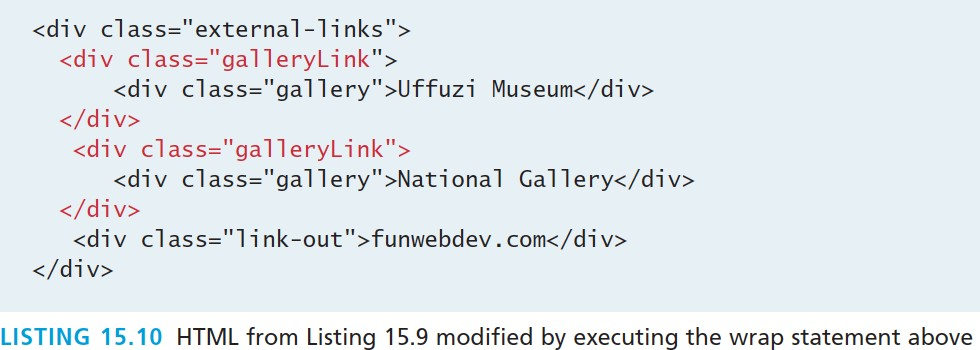 <div class="external-links">
<div class="galleryLink">
<div class="gallery">Uffuzi Museum</div>
</div>
<div class="galleryLink">
<div class="gallery">National Gallery</div>
</div>
<div class="link-out">funwebdev.com</div>
</div>
LISTING 15.10 HTML from Listing 15.9 modified by executing the wrap statement above